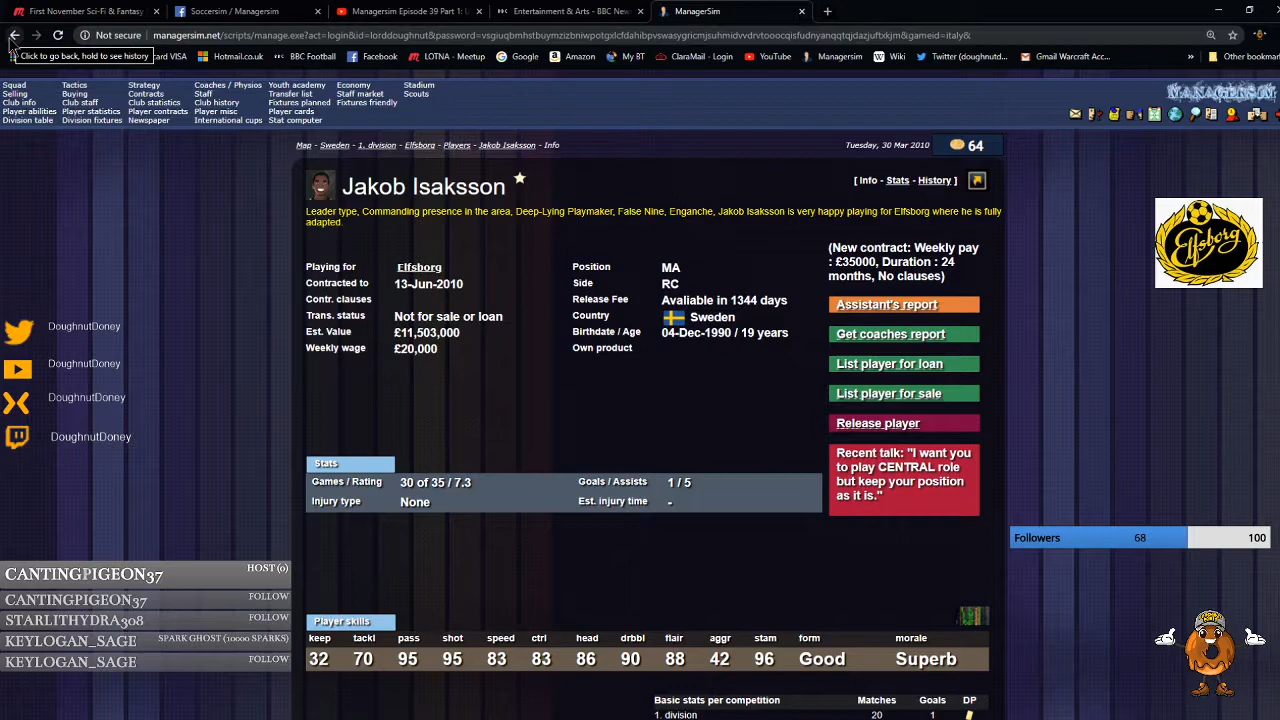 First November Sci-Fi & Fantasy
Soccersim / Managersim
Managersim Episode 39 Part 1: U
Entertainment & Arts - BBC New
ManagerSim
Not secure managersim.net/scripts/manage.exe?act=login&id=lorddoughnut&password=vsgiuqbmhstbuymzizbniwpotgxlcfdahibpvswasygricmjsuhmidvvdrvtooocqisfudnyanqqtqjdazjuftxkjm&gameid=italy&
Click to go back, hold to see history
ard VISA Hotmail.co.uk BBC Football Facebook LOTNA - Meetup Google Amazon My BT ClaraMail - Login YouTube Managersim Wiki Twitter (doughnutdo... Gmail Warcraft Acc... » Other bookmar
Squad Tactics Strategy Coaches / Physios Youth academy Economy Stadium
Selling Buying Contracts Staff Transfer list Staff market Scouts
Club info Club staff Club statistics Club history Fixtures planned Fixtures friendly
Player abilities Player statistics Player contracts Player misc Player cards
Division table Division fixtures Newspaper International cups Stat computer
MANAGERSIM
Map - Sweden - 1. division - Elfsborg - Players - Jakob Isaksson - Info
Tuesday, 30 Mar 2010 64
Jakob Isaksson
[ Info - Stats - History ]
Leader type, Commanding presence in the area, Deep-Lying Playmaker, False Nine, Enganche, Jakob Isaksson is very happy playing for Elfsborg where he is fully
adapted.
Playing for Elfsborg
Contracted to 13-Jun-2010
Contr. clauses
Trans. status Not for sale or loan
Est. Value £11,503,000
Weekly wage £20,000
Position MA
Side RC
Release Fee Avaliable in 1344 days
Country Sweden
Birthdate / Age 04-Dec-1990 / 19 years
Own product
(New contract: Weekly pay
: £35000, Duration : 24
months, No clauses)
Assistant's report
Get coaches report
List player for loan
List player for sale
Release player
Recent talk: "I want you
to play CENTRAL role
but keep your position
as it is."
Elfsborg
DoughnutDoney
DoughnutDoney
DoughnutDoney
DoughnutDoney
Stats
Games / Rating 30 of 35 / 7.3 Goals / Assists 1 / 5
Injury type None Est. injury time -
Followers 68 100
CANTINGPIGEON37 HOST (6)
CANTINGPIGEON37 FOLLOW
STARLITHYDRA308 FOLLOW
KEYLOGAN_SAGE SPARK GHOST (10000 SPARKS)
KEYLOGAN_SAGE FOLLOW
Player skills
keep tackl pass shot speed ctrl head drbbl flair aggr stam form morale
32 70 95 95 83 83 86 90 88 42 96 Good Superb
Basic stats per competition Matches Goals DP
1. division 20 1